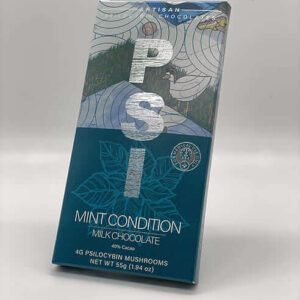 ARTISAN
CHOCOLATES
PSI
MINT CONDITION
MILK CHOCOLATE
40% Cacao
4G PSILOCYBIN MUSHROOMS
NET WT 55g (1.94 oz)